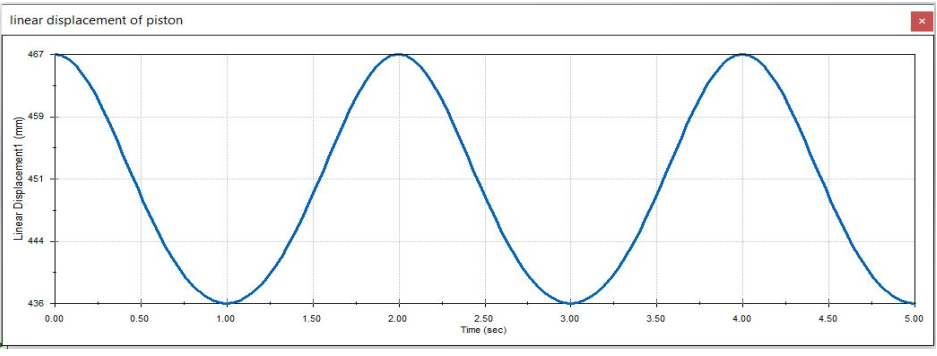 linear displacement of piston
Linear Displacement1 (mm)
467
459
451
444
436
0.00 0.50 1.00 1.50 2.00 2.50 3.00 3.50 4.00 4.50 5.00
Time (sec)